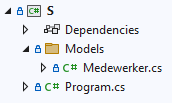 C# S
Dependencies
Models
C# Medewerker.cs
C# Program.cs